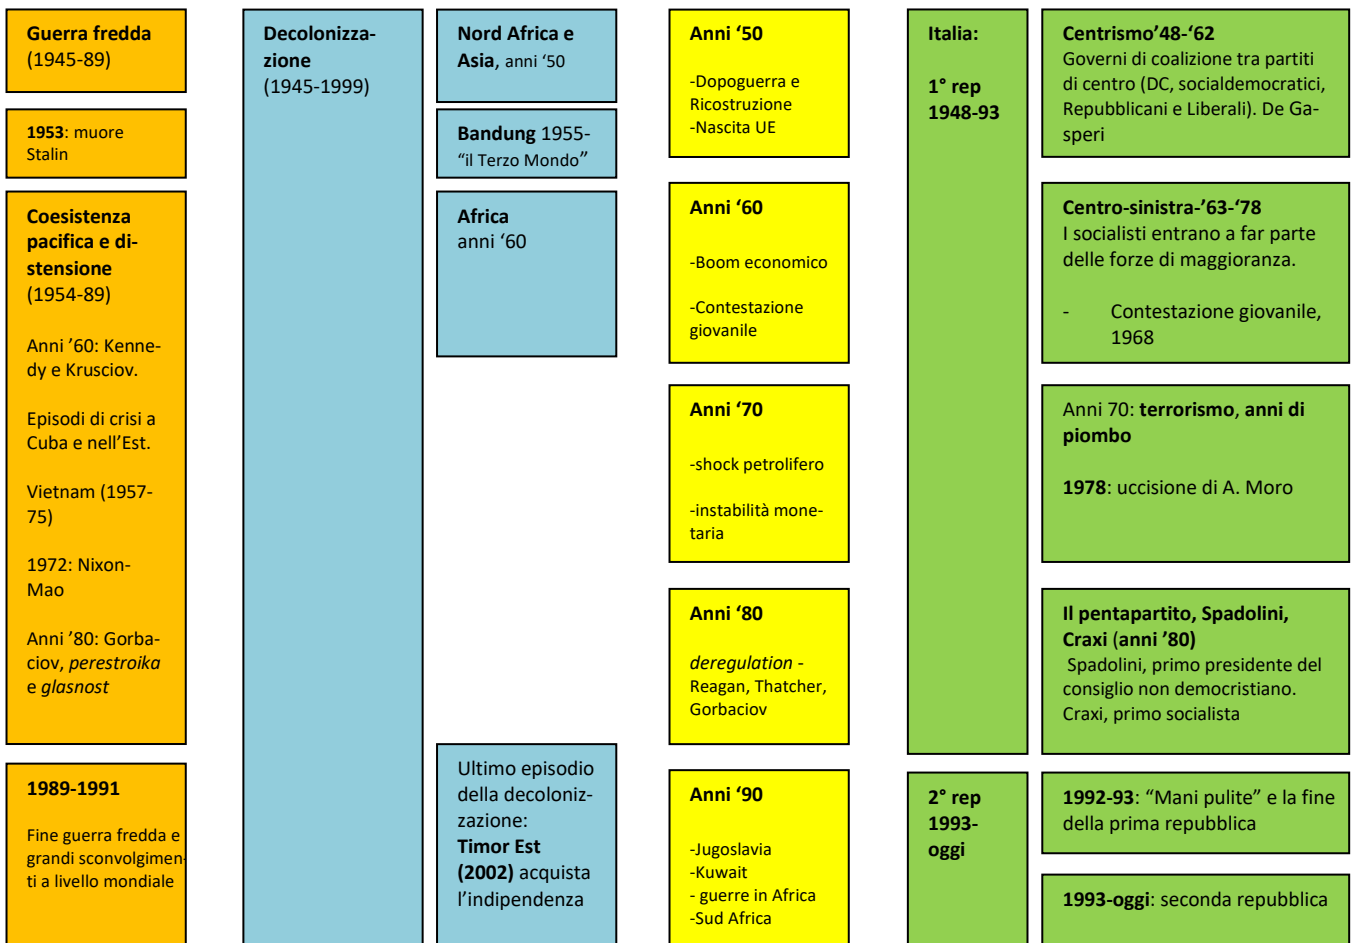 Guerra fredda
(1945-89)
1953: muore
Stalin
Coesistenza
pacifica e di-
stensione
(1954-89)
Anni ’60: Kenne-
dy e Krusciov.
Episodi di crisi a
Cuba e nell’Est.
Vietnam (1957-
75)
1972: Nixon-
Mao
Anni ’80: Gorba-
ciov, perestroika
e glasnost
1989-1991
Fine guerra fredda e
grandi sconvolgimen-
ti a livello mondiale
Decolonizza-
zione
(1945-1999)
Nord Africa e
Asia, anni ‘50
Bandung 1955-
“il Terzo Mondo”
Africa
anni ‘60
Ultimo episodio
della decoloniz-
zazione:
Timor Est
(2002) acquista
l’indipendenza
Anni ‘50
-Dopoguerra e
Ricostruzione
-Nascita UE
Anni ‘60
-Boom economico
-Contestazione
giovanile
Anni ‘70
-shock petrolifero
-instabilità mone-
taria
Anni ‘80
deregulation -
Reagan, Thatcher,
Gorbaciov
Anni ‘90
-Jugoslavia
-Kuwait
- guerre in Africa
-Sud Africa
Italia:
1° rep
1948-93
2° rep
1993-
oggi
Centrismo’48-‘62
Governi di coalizione tra partiti
di centro (DC, socialdemocratici,
Repubblicani e Liberali). De Ga-
speri
Centro-sinistra-’63-‘78
I socialisti entrano a far parte
delle forze di maggioranza.
- Contestazione giovanile,
1968
Anni 70: terrorismo, anni di
piombo
1978: uccisione di A. Moro
Il pentapartito, Spadolini,
Craxi (anni ’80)
Spadolini, primo presidente del
consiglio non democristiano.
Craxi, primo socialista
1992-93: “Mani pulite” e la fine
della prima repubblica
1993-oggi: seconda repubblica